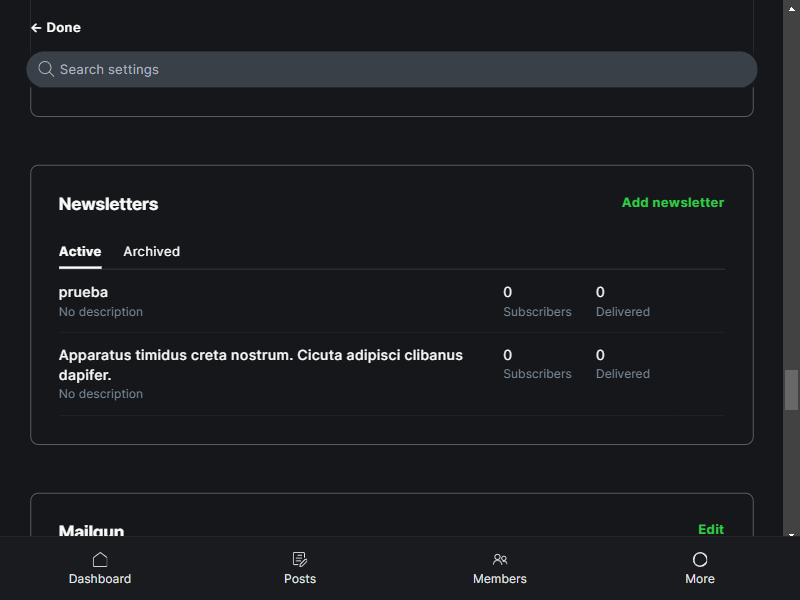 Done
Search settings
Newsletters
Add newsletter
Active
Archived
prueba
No description
0
Subscribers
0
Delivered
Apparatus timidus creta nostrum. Cicuta adipisci clibanus
dapifer.
No description
0
Subscribers
0
Delivered
Mailgun
Edit
Dashboard
Posts
Members
More